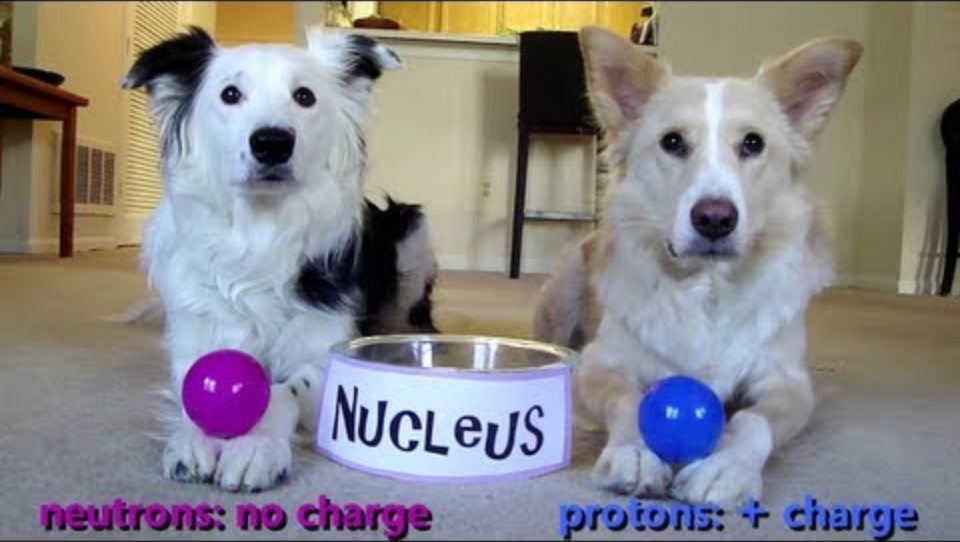 NUCLeUS
neutrons: no charge
protons: + charge